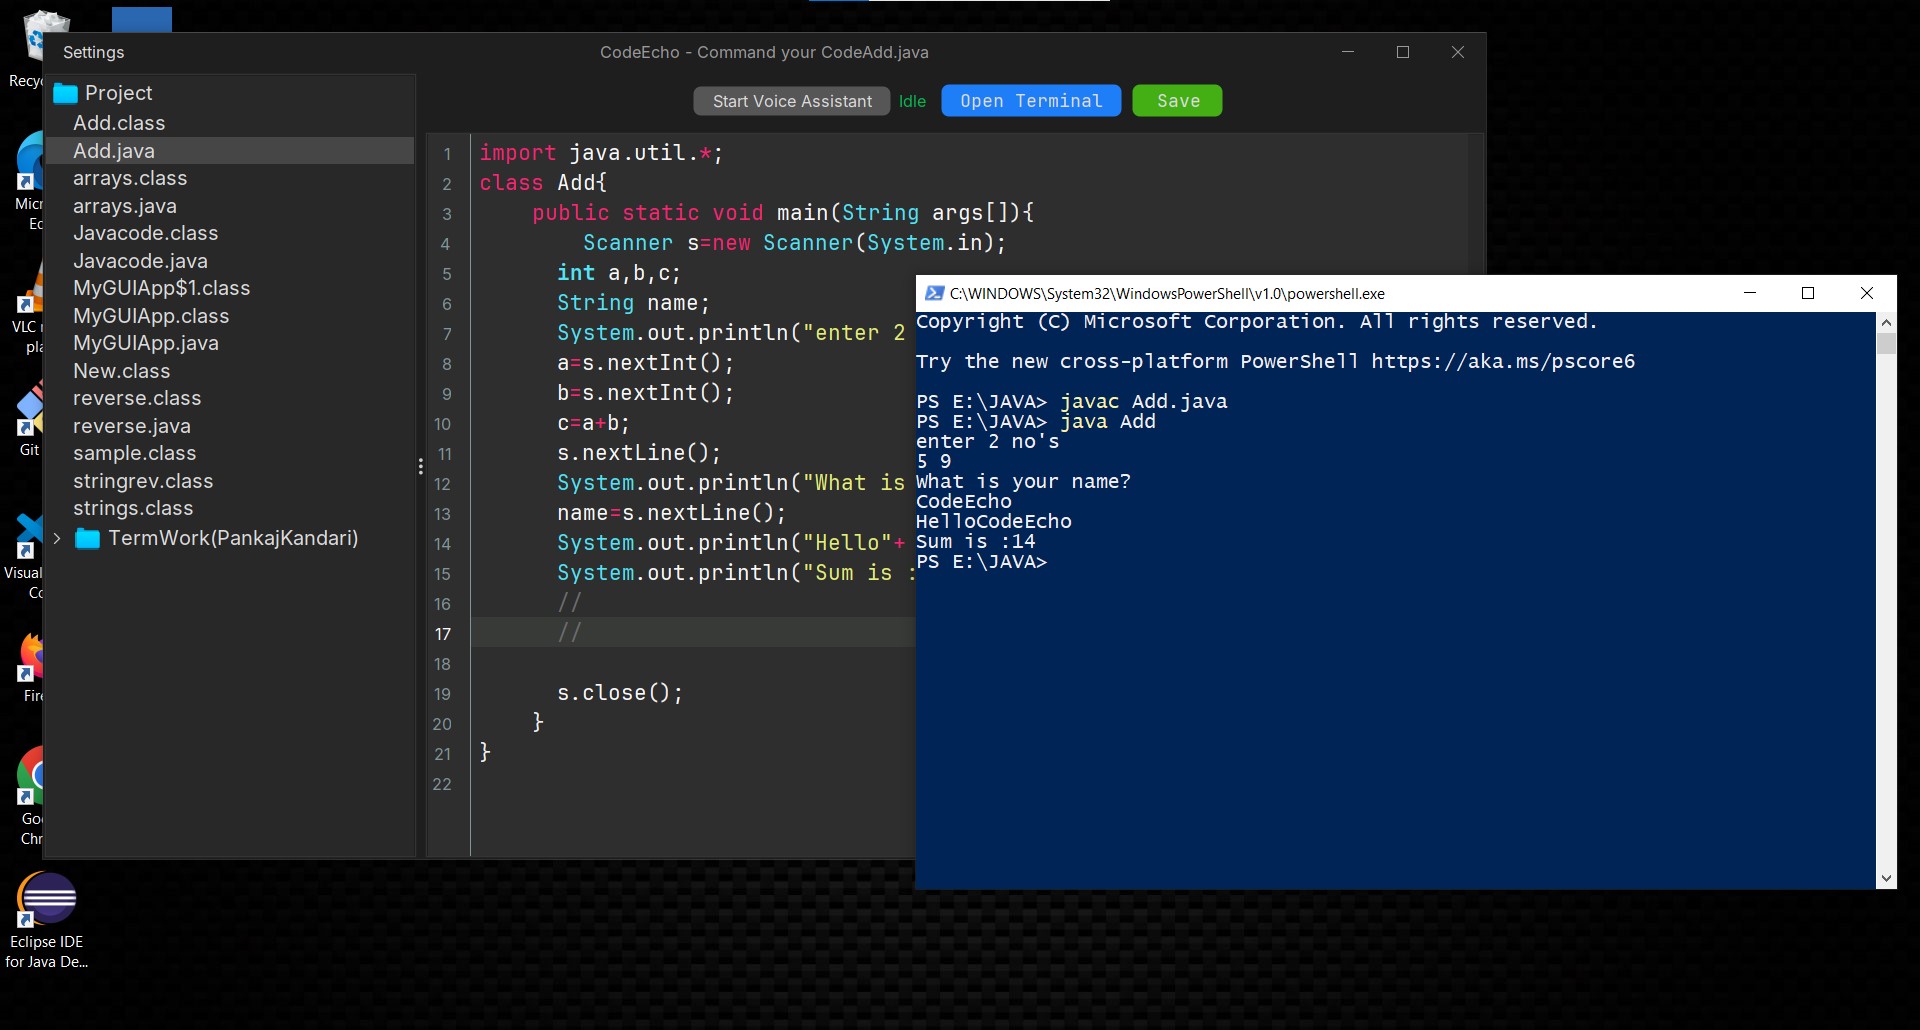 Settings
CodeEcho - Command your CodeAdd.java
Start Voice Assistant Idle Open Terminal Save
Project
Add.class
Add.java
arrays.class
arrays.java
Javacode.class
Javacode.java
MyGUIApp$1.class
MyGUIApp.class
MyGUIApp.java
New.class
reverse.class
reverse.java
sample.class
stringrev.class
strings.class
TermWork(PankajKandari)
1 import java.util.*;
2 class Add{
3 public static void main(String args[]){
4 Scanner s=new Scanner(System.in);
5 int a,b,c;
6 String name;
7 System.out.println("enter 2
8 a=s.nextInt();
9 b=s.nextInt();
10 c=a+b;
11 s.nextLine();
12 System.out.println("What is
13 name=s.nextLine();
14 System.out.println("Hello"+
15 System.out.println("Sum is :
16 //
17 //
18
19 s.close();
20 }
21 }
22
C:\WINDOWS\System32\WindowsPowerShell\v1.0\powershell.exe
Copyright (C) Microsoft Corporation. All rights reserved.
Try the new cross-platform PowerShell https://aka.ms/pscore6
PS E:\JAVA> javac Add.java
PS E:\JAVA> java Add
enter 2 no's
5 9
What is your name?
CodeEcho
HelloCodeEcho
Sum is :14
PS E:\JAVA>
Recyc
Micr
Ed
VLC
pla
Git
Visual
Co
Fire
Goo
Chr
Eclipse IDE
for Java De...